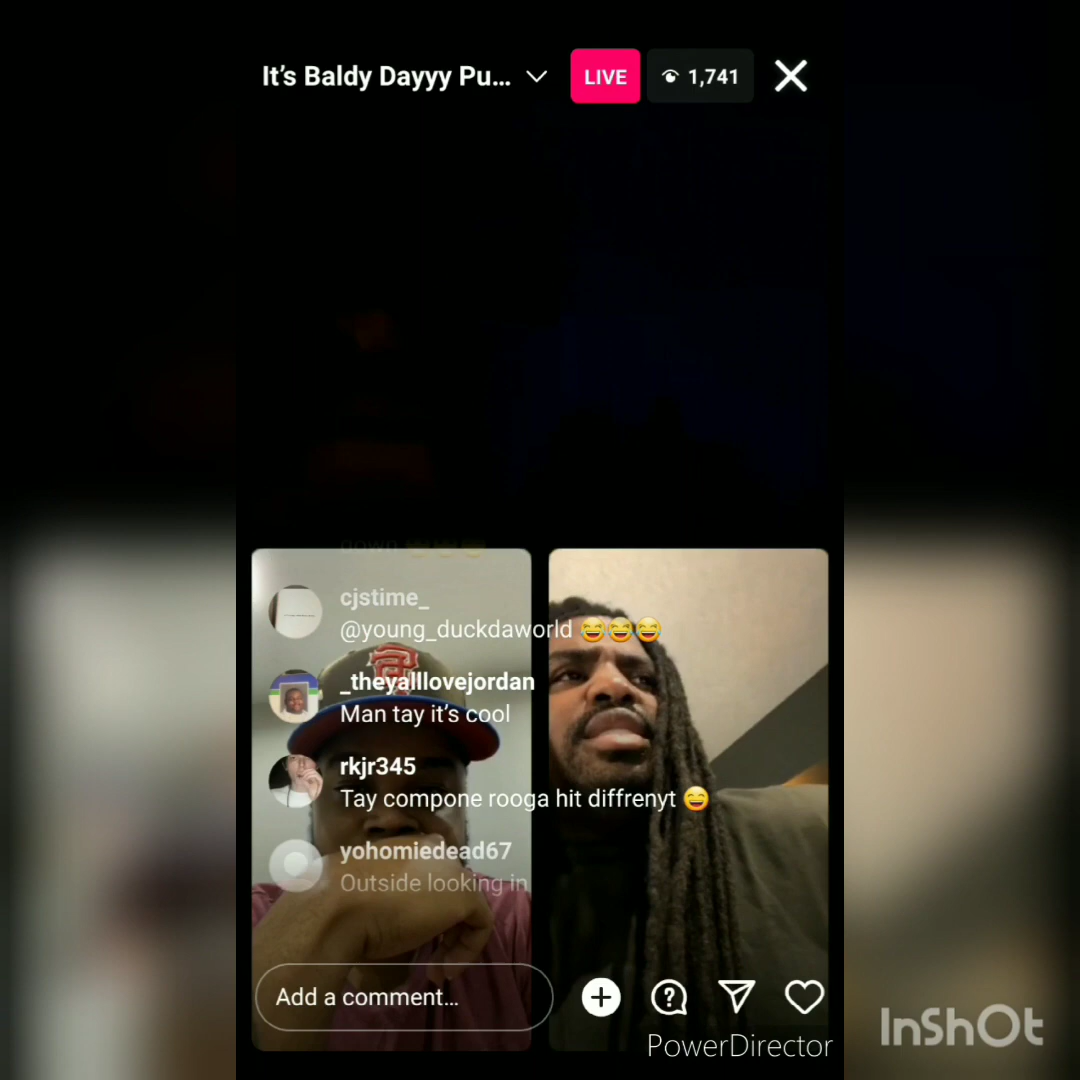 It's Baldy Dayyy Pu...
LIVE
1,741
gown 😂😂😂
cjstime_
@young_duckdaworld 😂😂😂
_theyalllovejordan
Man tay it's cool
rkjr345
Tay compone rooga hit diffrenyt 😄
yohomiedead67
Outside looking in
Add a comment...
PowerDirector
InShOt